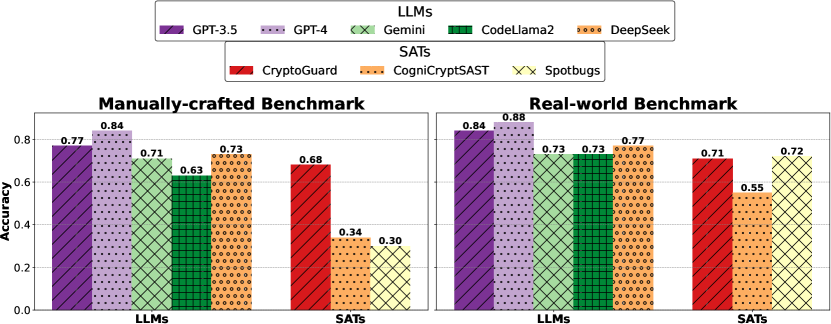 LLMs
GPT-3.5 GPT-4 Gemini CodeLlama2 DeepSeek
SATs
CryptoGuard CogniCryptSAST Spotbugs
Manually-crafted Benchmark
Real-world Benchmark
Accuracy
0.8
0.6
0.4
0.2
0.0
0.77 0.84 0.71 0.63 0.73 0.68 0.34 0.30
0.84 0.88 0.73 0.73 0.77 0.71 0.55 0.72
LLMs SATs
LLMs SATs